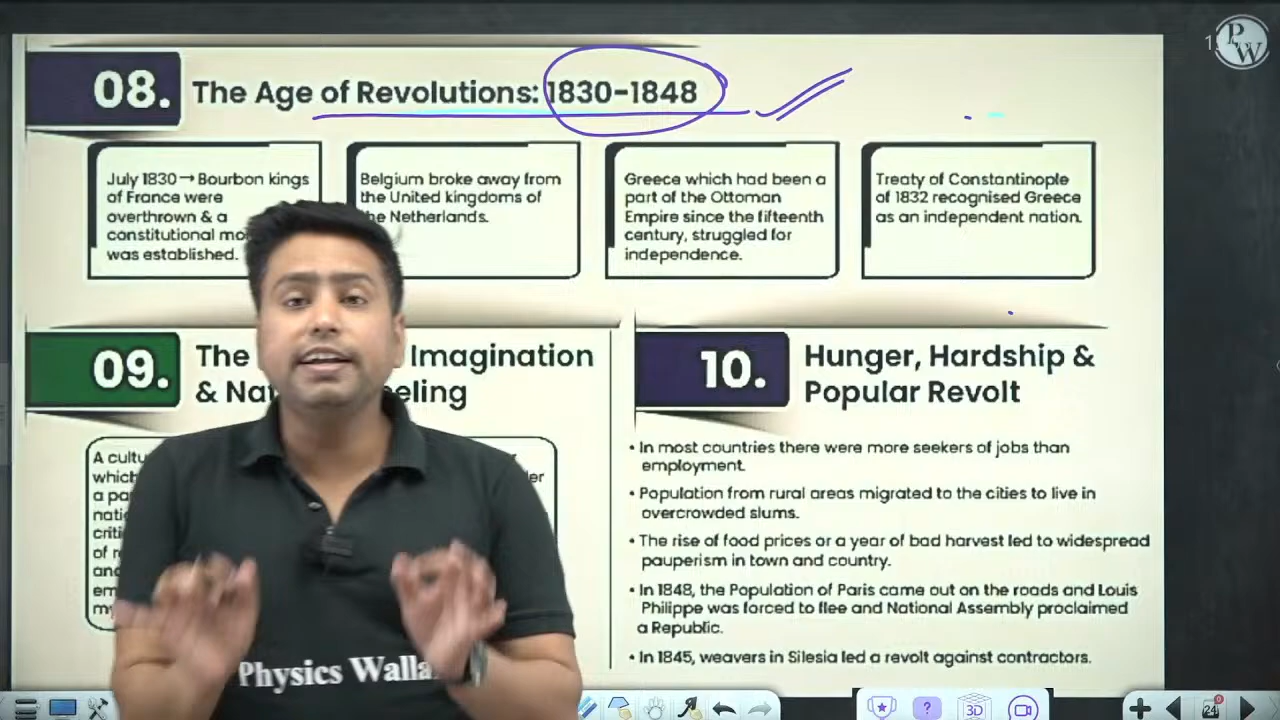 PW
08.
The Age of Revolutions: 1830-1848
July 1830→Bourbon kings
of France were
overthrown & a
constitutional
was established.
Belgium broke away from
the United kingdoms of
Netherlands.
Greece which had been a
part of the Ottoman
Empire since the fifteenth
century, struggled for
independence.
Treaty of Constantinople
of 1832 recognised Greece
as an independent nation.
09.
The Imagination
&
10.
Hunger, Hardship &
Popular Revolt
A
which
a
of
• In most countries there were more seekers of jobs than
employment.
• Population from rural areas migrated to the cities to live in
overcrowded slums.
• The rise of food prices or a year of bad harvest led to widespread
pauperism in town and country.
• In 1848, the Population of Paris came out on the roads and Louis
Philippe was forced to flee and National Assembly proclaimed
a Republic.
• In 1845, weavers in Silesia led a revolt against contractors.
Physics
?
3D
24